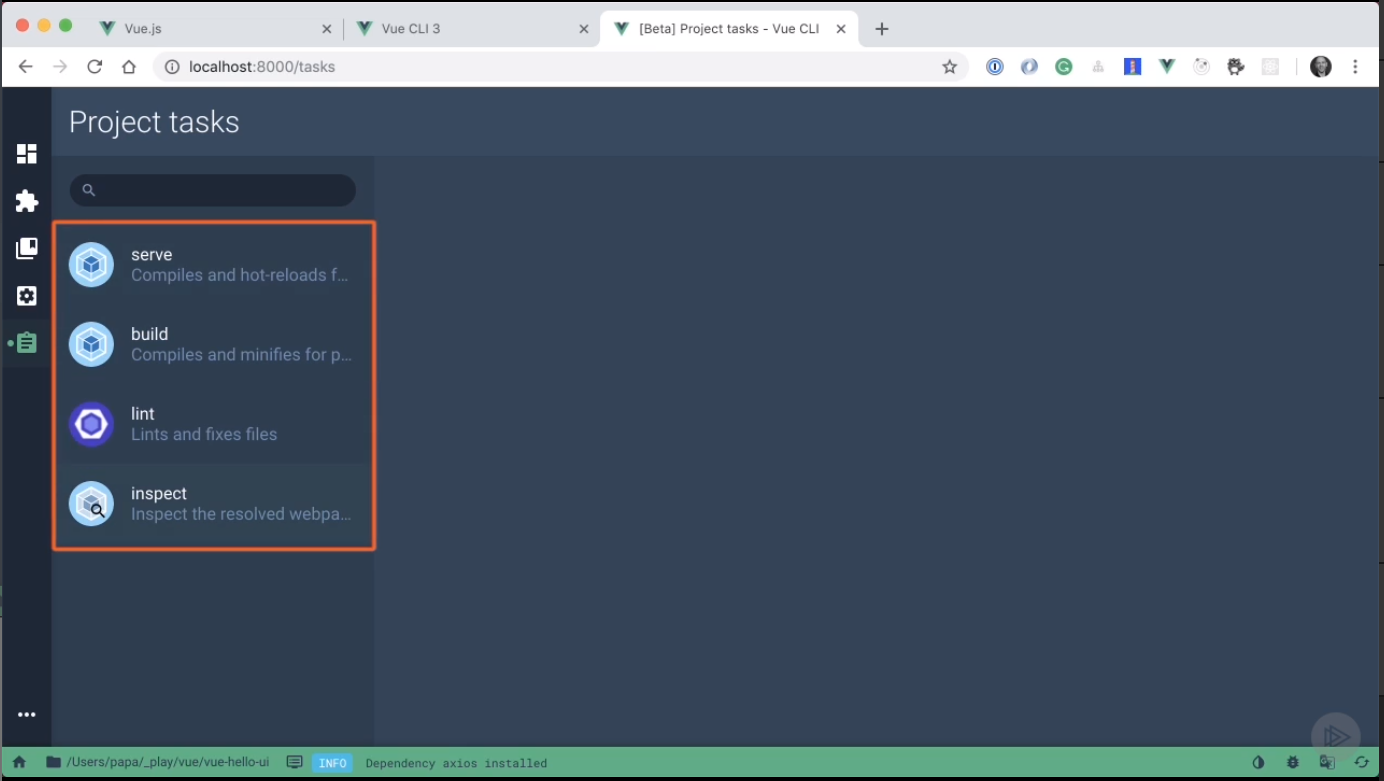 Vue.js
Vue CLI 3
[Beta] Project tasks - Vue CLI
localhost:8000/tasks
Project tasks
serve
Compiles and hot-reloads f...
build
Compiles and minifies for p...
lint
Lints and fixes files
inspect
Inspect the resolved webpa...
/Users/papa/_play/vue/vue-hello-ui INFO Dependency axios installed